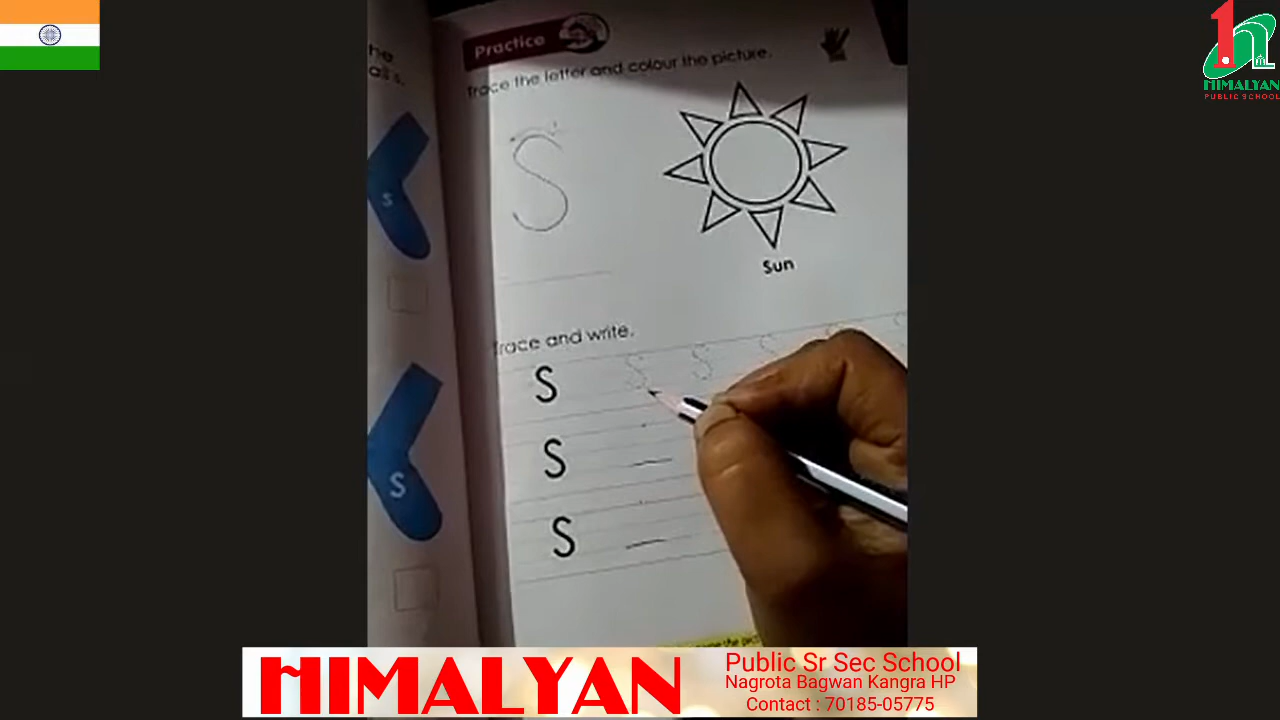 HIMALYAN
PUBLIC SCHOOL
Practice
Trace the letter and colour the picture.
S
Sun
Trace and write.
S S S S
S
S
S
S
HIMALYAN
Public Sr Sec School
Nagrota Bagwan Kangra HP
Contact : 70185-05775